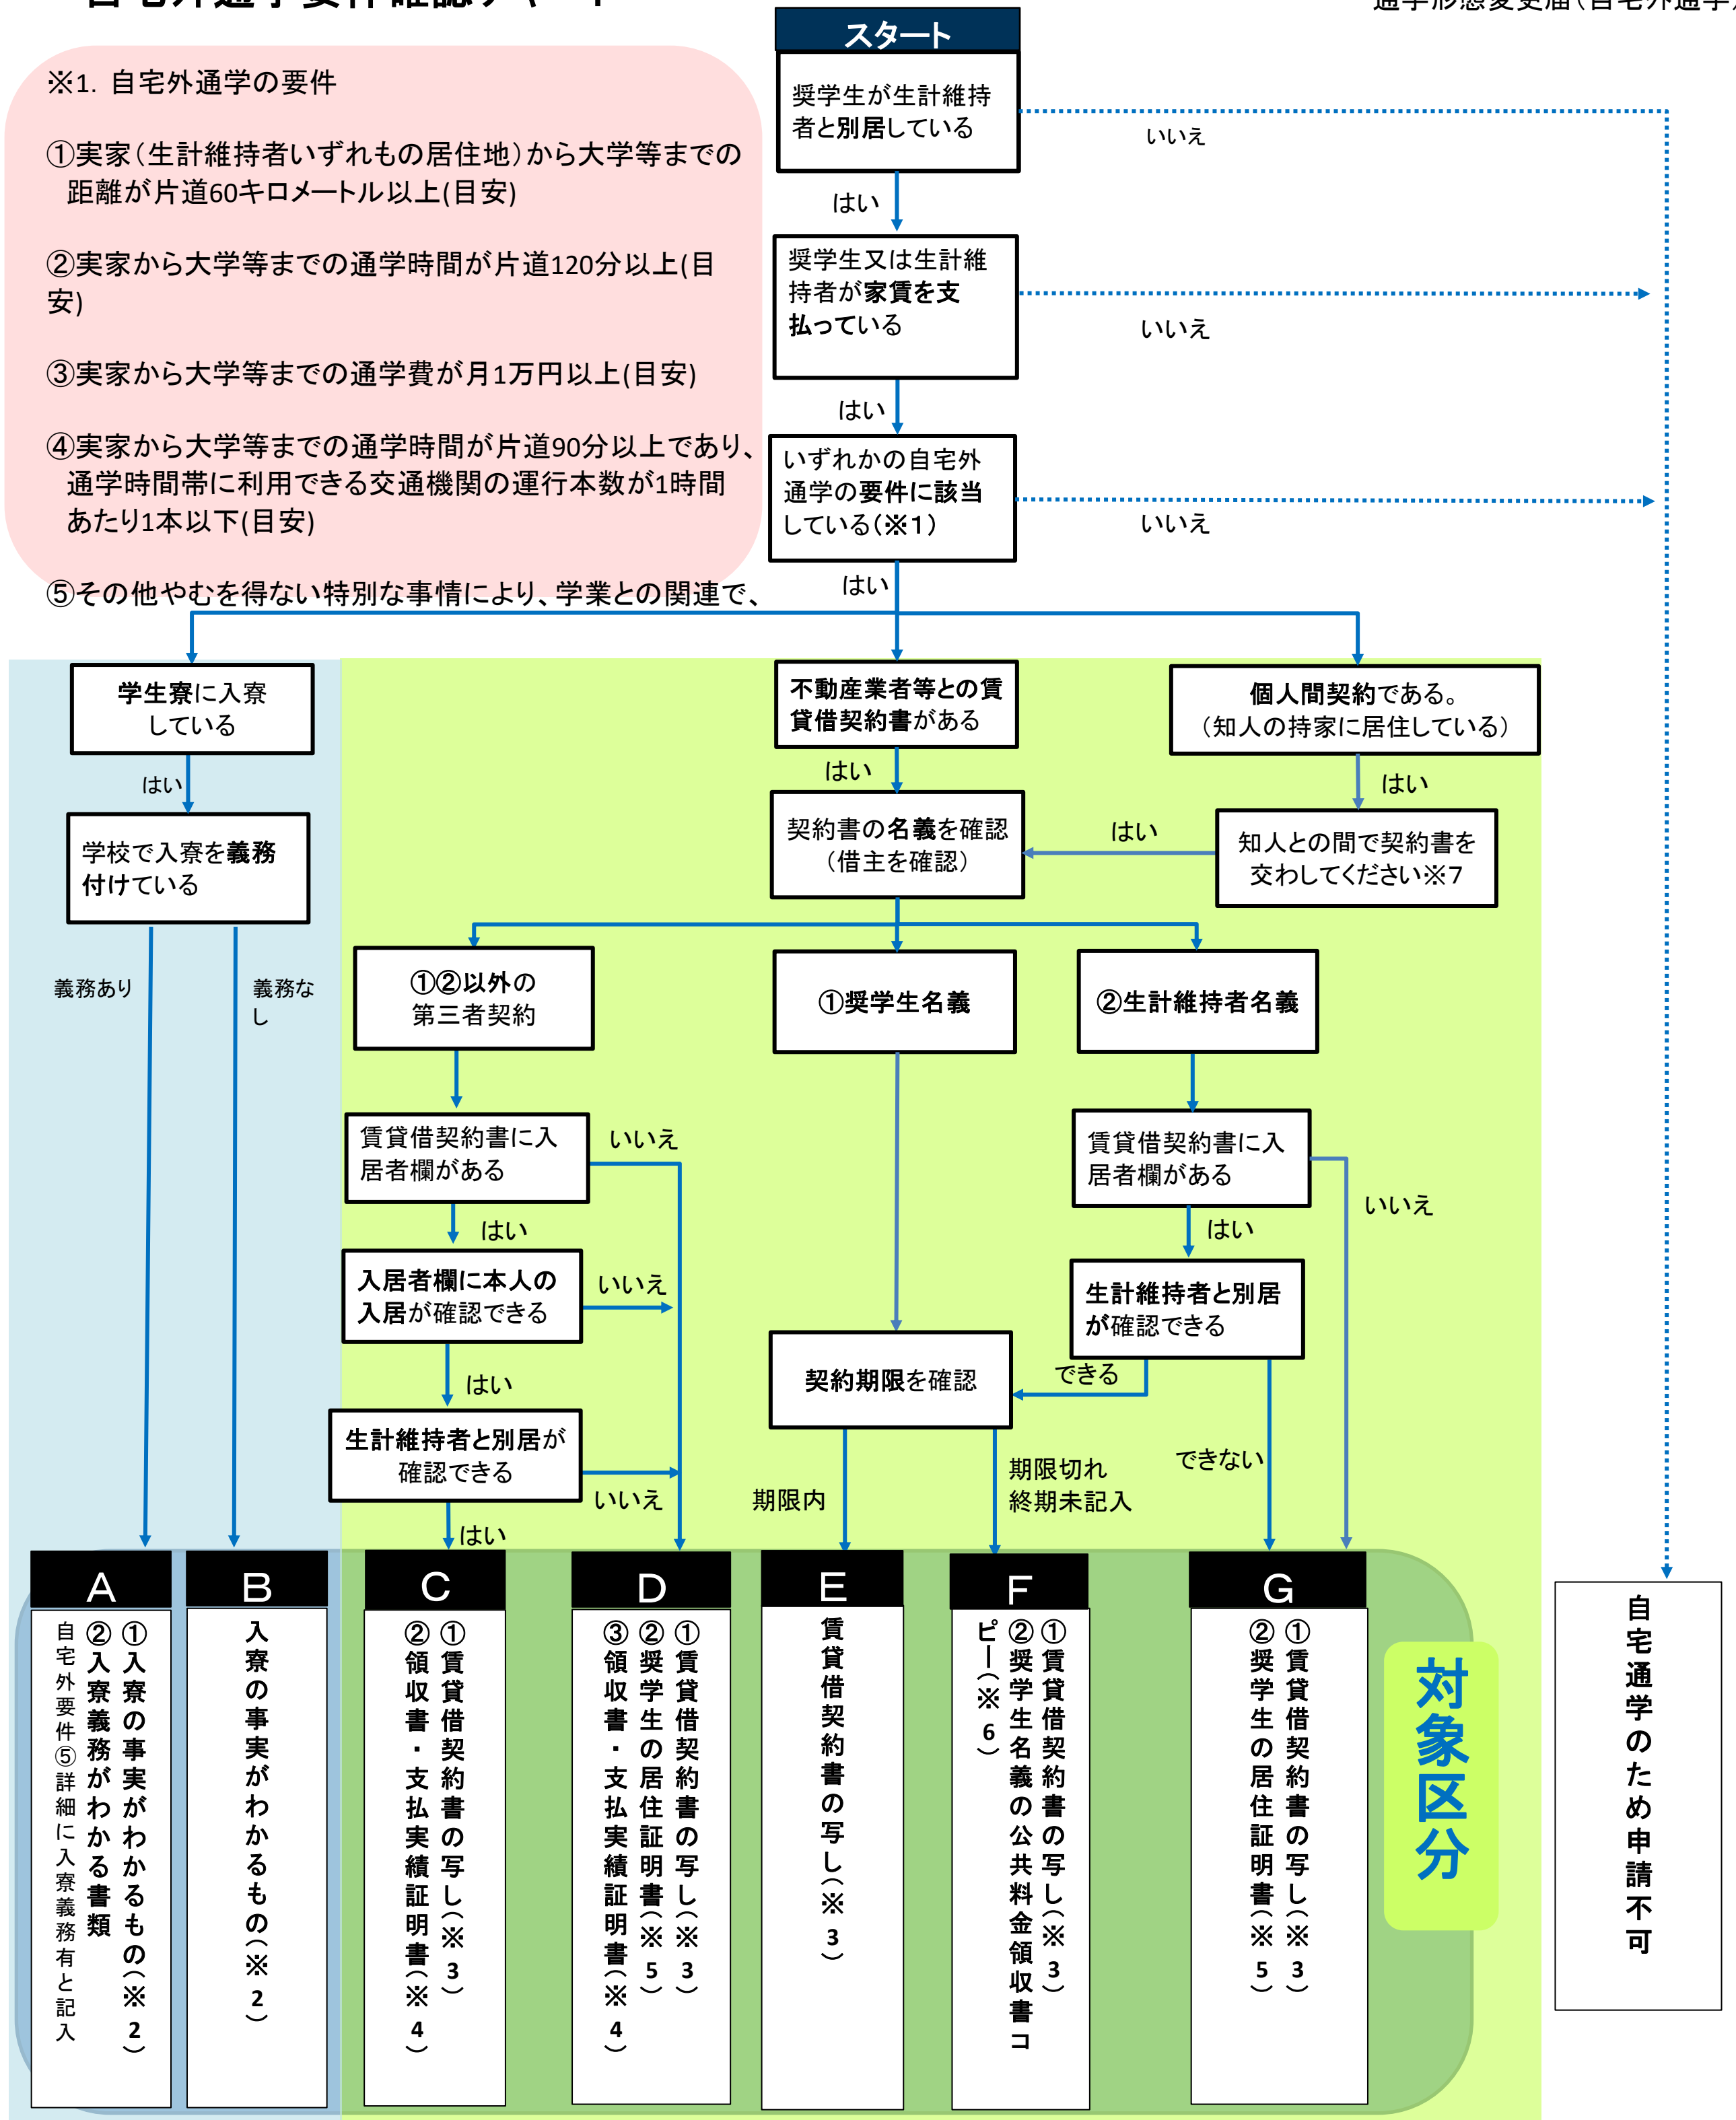 スタート
※1．自宅外通学の要件
①実家（生計維持者いずれもの居住地）から大学等までの
距離が片道60キロメートル以上(目安)
②実家から大学等までの通学時間が片道120分以上(目
安)
③実家から大学等までの通学費が月1万円以上(目安)
④実家から大学等までの通学時間が片道90分以上であり、
通学時間帯に利用できる交通機関の運行本数が1時間
あたり1本以下(目安)
⑤その他やむを得ない特別な事情により、学業との関連で、
奨学生が生計維持
者と別居している
いいえ
はい
奨学生又は生計維
持者が家賃を支
払っている
いいえ
はい
いずれかの自宅外
通学の要件に該当
している（※1）
いいえ
はい
学生寮に入寮
している
はい
学校で入寮を義務
付けている
義務あり
義務な
し
不動産業者等との賃
貸借契約書がある
はい
契約書の名義を確認
（借主を確認）
個人間契約である。
（知人の持家に居住している）
はい
知人との間で契約書を
交わしてください※7
はい
①②以外の
第三者契約
①奨学生名義
②生計維持者名義
賃貸借契約書に入
居者欄がある
いいえ
はい
入居者欄に本人の
入居が確認できる
いいえ
はい
生計維持者と別居が
確認できる
いいえ
はい
賃貸借契約書に入
居者欄がある
いいえ
はい
生計維持者と別居
が確認できる
できる
できない
契約期限を確認
期限内
期限切れ
終期未記入
A
①入寮の事実がわかるもの（※2）
②入寮義務がわかる書類
自宅外要件⑤詳細に入寮義務有と記入
B
入寮の事実がわかるもの（※2）
C
①賃貸借契約書の写し（※3）
②領収書・支払実績証明書（※4）
D
①賃貸借契約書の写し（※3）
②奨学生の居住証明書（※5）
③領収書・支払実績証明書（※4）
E
賃貸借契約書の写し（※3）
F
①賃貸借契約書の写し（※3）
②奨学生名義の公共料金領収書コ
ピー（※6）
G
①賃貸借契約書の写し（※3）
②奨学生の居住証明書（※5）
対象区分
自宅通学のため申請不可